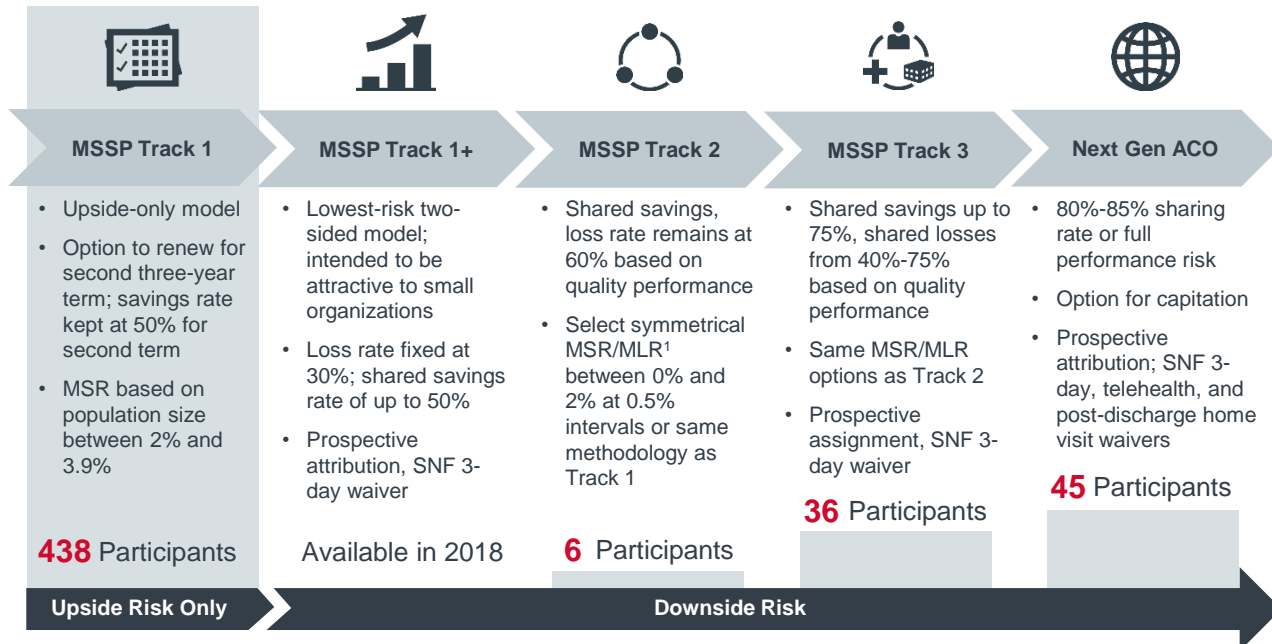 MSSP Track 1
• Upside-only model
• Option to renew for
second three-year
term; savings rate
kept at 50% for
second term
• MSR based on
population size
between 2% and
3.9%
438 Participants
MSSP Track 1+
• Lowest-risk two-
sided model;
intended to be
attractive to small
organizations
• Loss rate fixed at
30%; shared savings
rate of up to 50%
• Prospective
attribution, SNF 3-
day waiver
Available in 2018
MSSP Track 2
• Shared savings,
loss rate remains at
60% based on
quality performance
• Select symmetrical
MSR/MLR¹
between 0% and
2% at 0.5%
intervals or same
methodology as
Track 1
6 Participants
MSSP Track 3
• Shared savings up to
75%, shared losses
from 40%-75%
based on quality
performance
• Same MSR/MLR
options as Track 2
• Prospective
assignment, SNF 3-
day waiver
36 Participants
Next Gen ACO
• 80%-85% sharing
rate or full
performance risk
• Option for capitation
• Prospective
attribution; SNF 3-
day, telehealth, and
post-discharge home
visit waivers
45 Participants
Upside Risk Only
Downside Risk